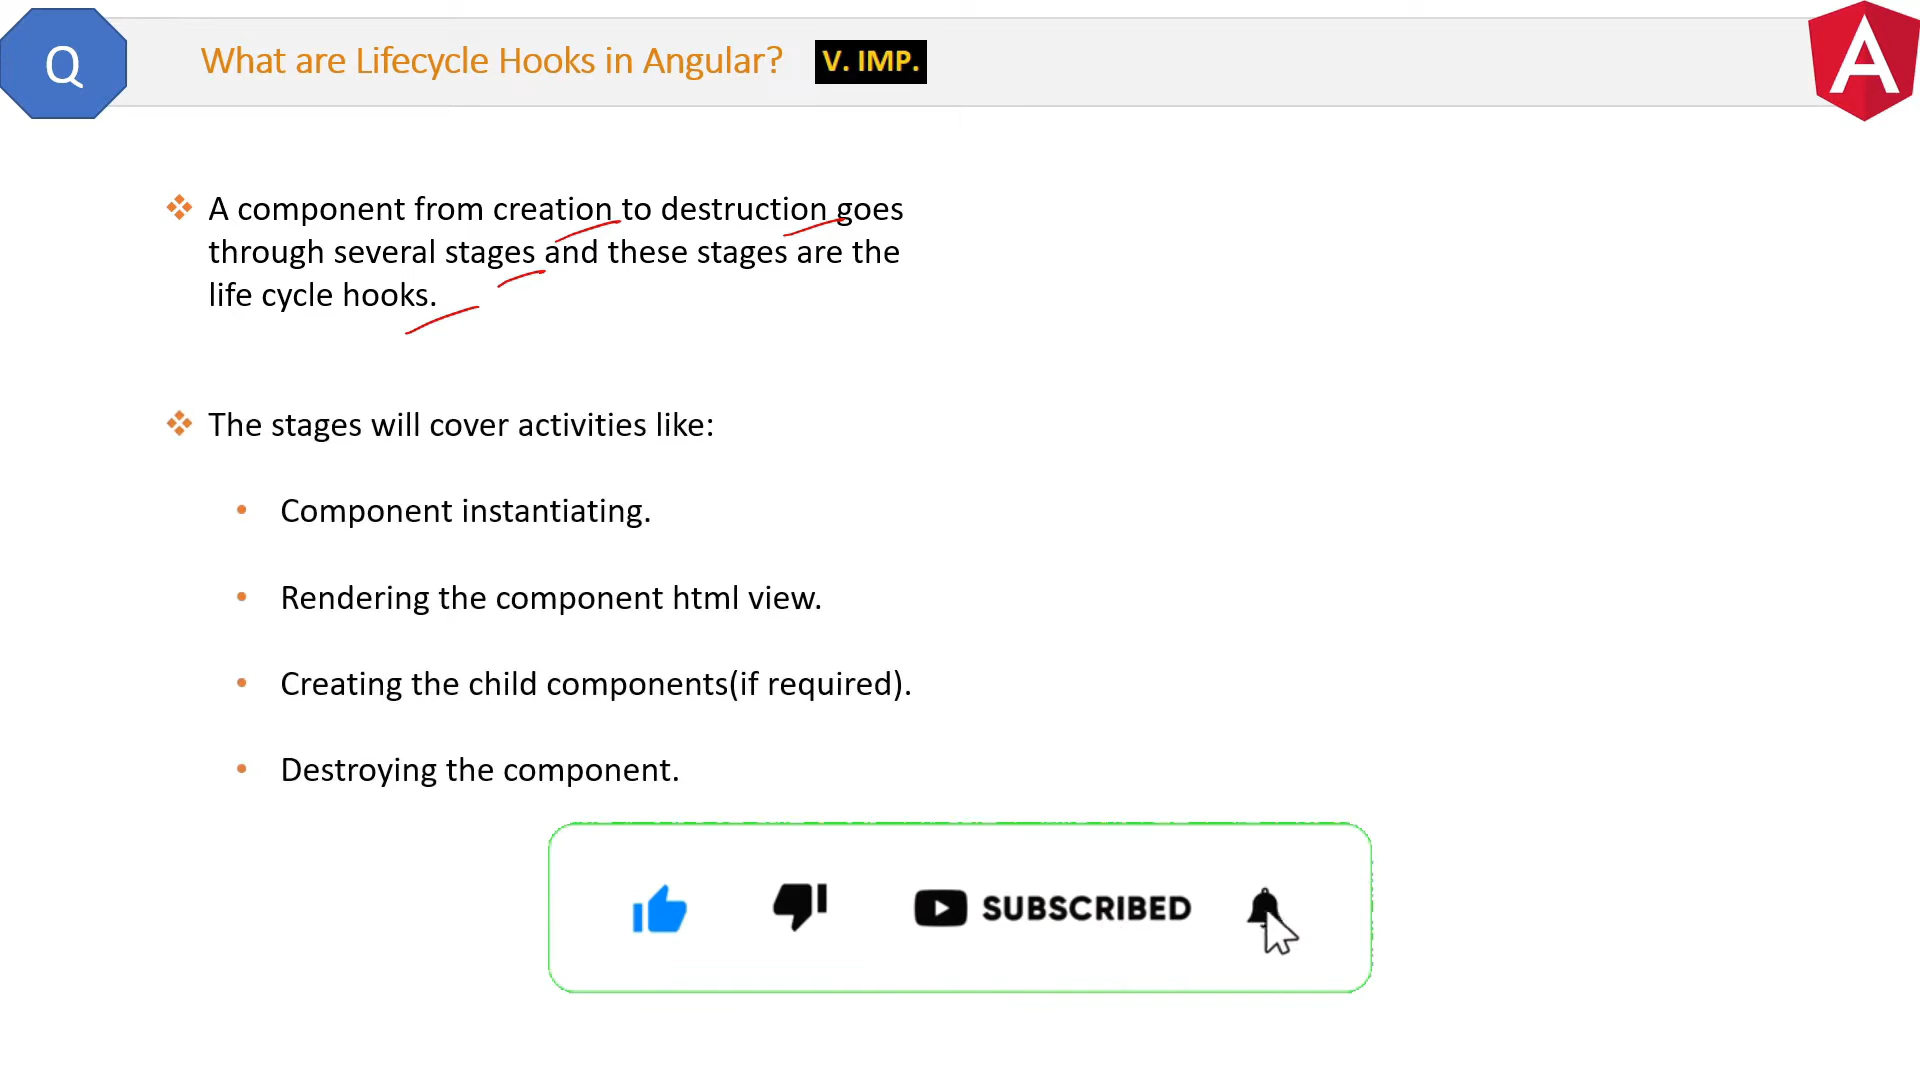 Q
What are Lifecycle Hooks in Angular? V. IMP.
A
A component from creation to destruction goes
through several stages and these stages are the
life cycle hooks.
The stages will cover activities like:
Component instantiating.
Rendering the component html view.
Creating the child components(if required).
Destroying the component.
SUBSCRIBED